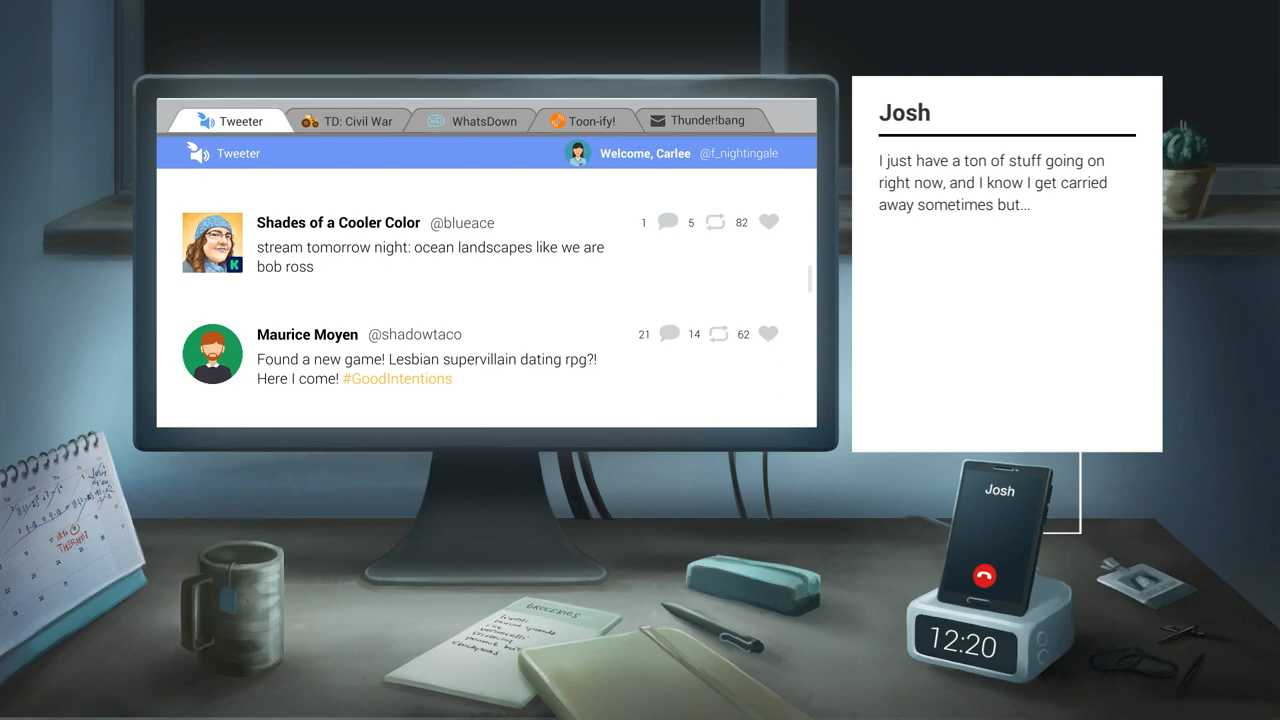 Tweeter
TD: Civil War
WhatsDown
Toon-ify!
Thunder!bang
Tweeter
Welcome, Carlee @f_nightingale
Shades of a Cooler Color @blueace
1 5 82
stream tomorrow night: ocean landscapes like we are
bob ross
K
Maurice Moyen @shadowtaco
21 14 62
Found a new game! Lesbian supervillain dating rpg?!
Here I come! #GoodIntentions
Josh
I just have a ton of stuff going on
right now, and I know I get carried
away sometimes but...
Josh
12:20
THERAPIST
GROCERIES